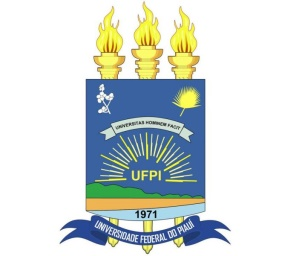 UNIVERSITAS HOMINEM FACIT
UFPI
1971
UNIVERSIDADE FEDERAL DO PIAUÍ